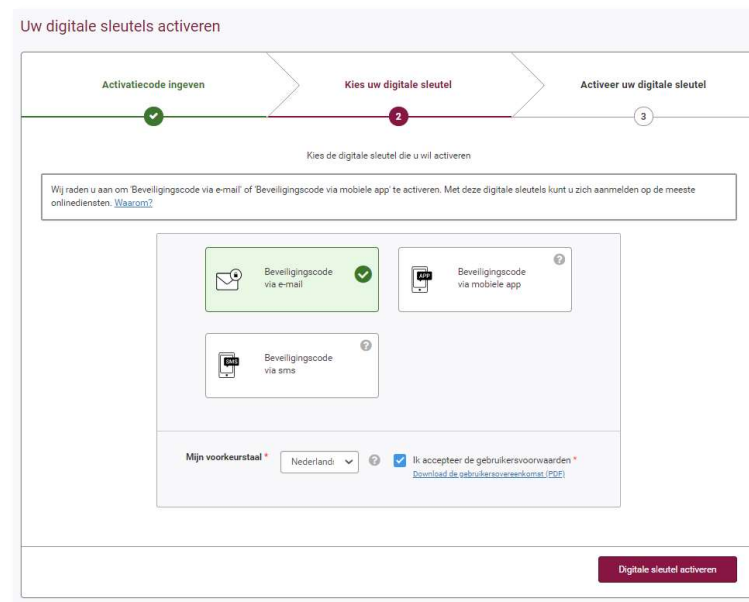 Uw digitale sleutels activeren
Activatiecode ingeven
Kies uw digitale sleutel
Activeer uw digitale sleutel
2
3
Kies de digitale sleutel die u wil activeren
Wij raden u aan om 'Beveiligingscode via e-mail' of 'Beveiligingscode via mobiele app' te activeren. Met deze digitale sleutels kunt u zich aanmelden op de meeste
onlinediensten. Waarom?
Beveiligingscode
via e-mail
APP
Beveiligingscode
via mobiele app
?
SMS
Beveiligingscode
via sms
?
Mijn voorkeurstaal *
Nederlands
?
Ik accepteer de gebruikersvoorwaarden *
Download de gebruikersovereenkomst (PDF)
Digitale sleutel activeren